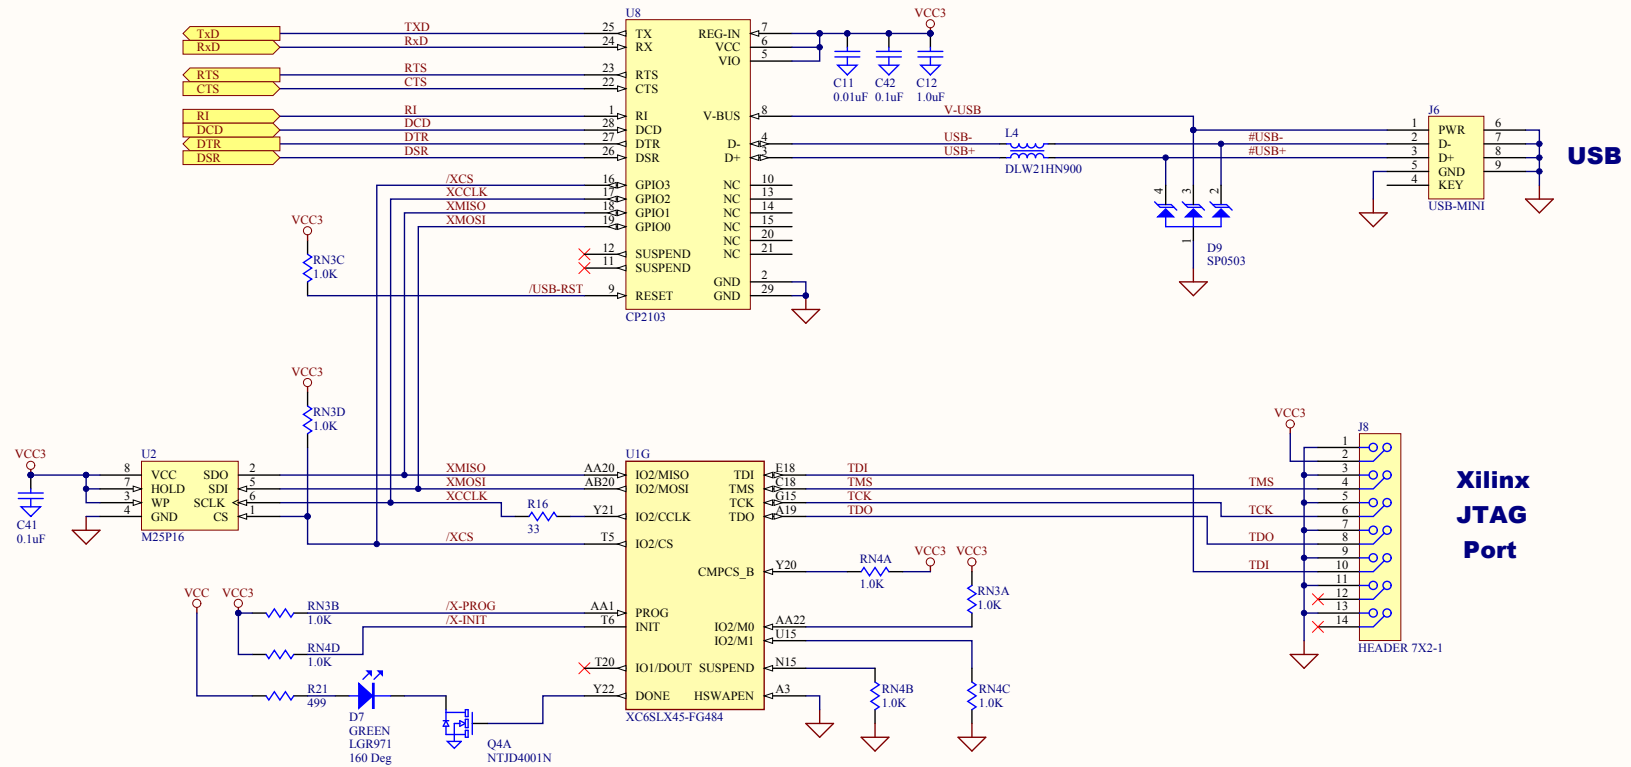 U8
VCC3
TxD TXD 25 TX REG-IN 7
RxD RxD 24 RX VCC 6
VIO 5
RTS RTS 23 RTS
CTS CTS 22 CTS
C11 C42 C12
0.01uF 0.1uF 1.0uF
RI RI 1 RI V-BUS 8 V-USB
DCD DCD 28 DCD
DTR DTR 27 DTR D- 4 USB-
DSR DSR 26 DSR D+ 3 USB+
L4
DLW21HN900
#USB-
#USB+
J6
1 PWR 6
2 D- 7
3 D+ 8
5 GND 9
4 KEY
USB-MINI
USB
/XCS 16 GPIO3 NC 10
XCCLK 17 GPIO2 NC 13
XMISO 18 GPIO1 NC 14
XMOSI 19 GPIO0 NC 15
NC 20
12 SUSPEND NC 21
11 SUSPEND
GND 2
/USB-RST 9 RESET GND 29
CP2103
4 3 2
1
D9
SP0503
VCC3
RN3C
1.0K
VCC3
RN3D
1.0K
VCC3
C41
0.1uF
U2
8 VCC SDO 2
7 HOLD SDI 5
3 WP SCLK 6
4 GND CS 1
M25P16
XMISO
XMOSI
XCCLK
R16
33
/XCS
U1G
AA20 IO2/MISO TDI E18 TDI
AB20 IO2/MOSI TMS C18 TMS
TCK G15 TCK
Y21 IO2/CCLK TDO A19 TDO
T5 IO2/CS
CMPCS_B Y20
AA1 PROG
T6 INIT IO2/M0 AA22
IO2/M1 U15
T20 IO1/DOUT SUSPEND N15
Y22 DONE HSWAPEN A3
XC6SLX45-FG484
RN4A
1.0K
VCC3 VCC3
RN3A
1.0K
RN4B
1.0K
RN4C
1.0K
VCC VCC3
RN3B
1.0K
/X-PROG
/X-INIT
RN4D
1.0K
R21
499
D7
GREEN
LGR971
160 Deg
Q4A
NTJD4001N
VCC3
J8
1
2
3
TMS 4
5
TCK 6
7
TDO 8
9
TDI 10
11
12
13
14
HEADER 7X2-1
Xilinx
JTAG
Port